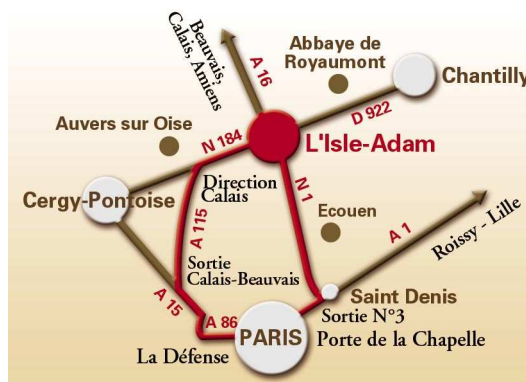 Beauvais,
Calais, Amiens
A 16
Abbaye de
Royaumont
Chantilly
D 922
Auvers sur Oise
N 184
L'Isle-Adam
Direction
Calais
Cergy-Pontoise
A 115
N 1
Ecouen
A 1
Roissy - Lille
Sortie
Calais-Beauvais
A 15
Saint Denis
A 86
PARIS
Sortie N°3
Porte de la Chapelle
La Défense